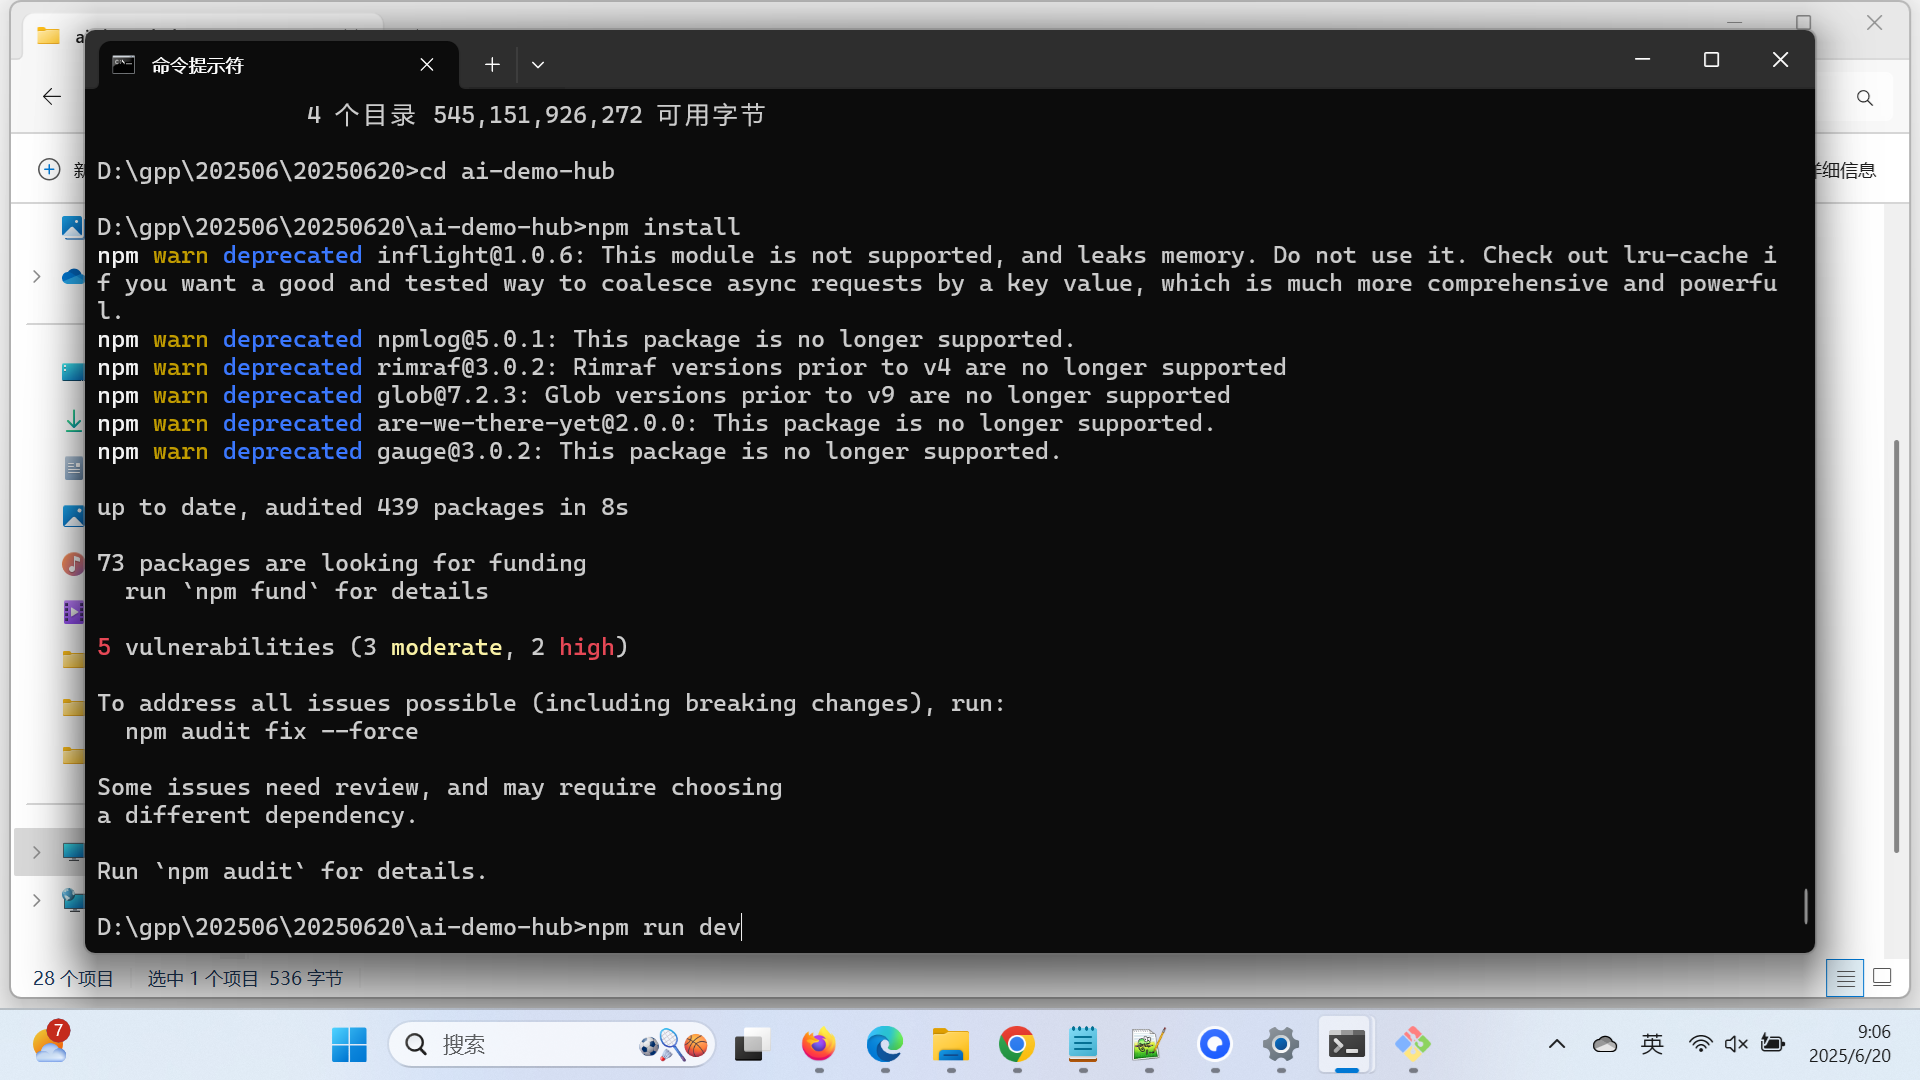 命令提示符
4 个目录 545,151,926,272 可用字节
D:\gpp\202506\20250620>cd ai-demo-hub
D:\gpp\202506\20250620\ai-demo-hub>npm install
npm warn deprecated inflight@1.0.6: This module is not supported, and leaks memory. Do not use it. Check out lru-cache i
f you want a good and tested way to coalesce async requests by a key value, which is much more comprehensive and powerfu
l.
npm warn deprecated npmlog@5.0.1: This package is no longer supported.
npm warn deprecated rimraf@3.0.2: Rimraf versions prior to v4 are no longer supported
npm warn deprecated glob@7.2.3: Glob versions prior to v9 are no longer supported
npm warn deprecated are-we-there-yet@2.0.0: This package is no longer supported.
npm warn deprecated gauge@3.0.2: This package is no longer supported.
up to date, audited 439 packages in 8s
73 packages are looking for funding
run `npm fund` for details
5 vulnerabilities (3 moderate, 2 high)
To address all issues possible (including breaking changes), run:
npm audit fix --force
Some issues need review, and may require choosing
a different dependency.
Run `npm audit` for details.
D:\gpp\202506\20250620\ai-demo-hub>npm run dev
新
详细信息
28 个项目 选中 1 个项目 536 字节
7
搜索
英
9:06
2025/6/20